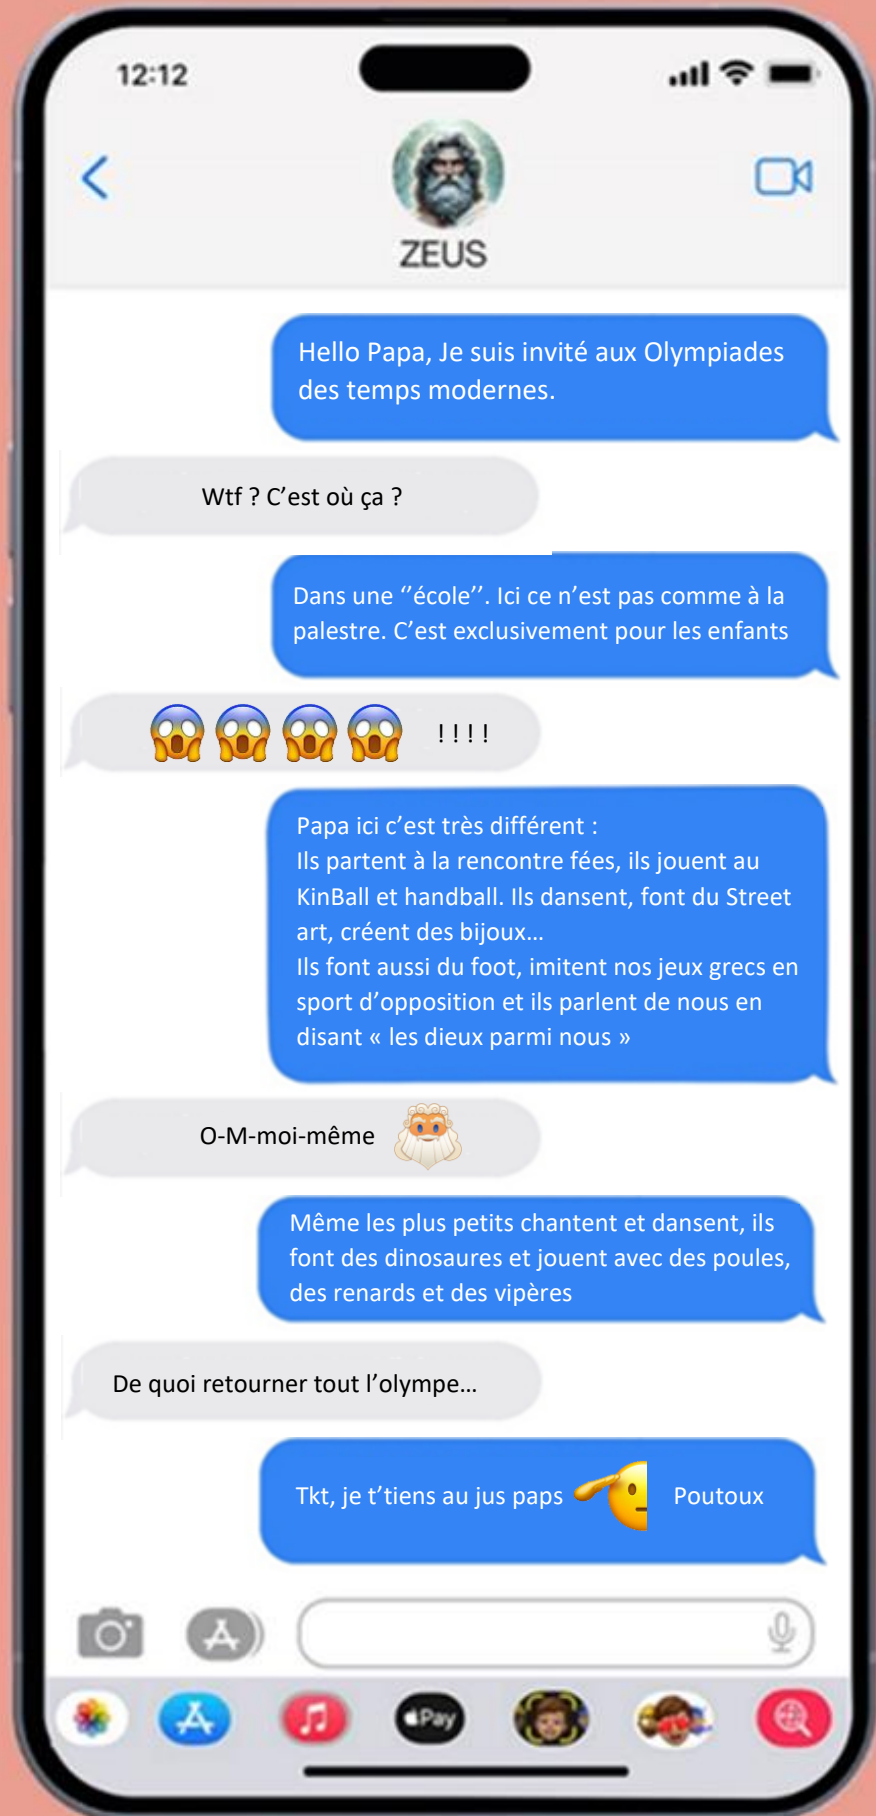 12:12
ZEUS
Hello Papa, Je suis invité aux Olympiades
des temps modernes.
Wtf ? C’est où ça ?
Dans une ‘’école’’. Ici ce n’est pas comme à la
palestre. C’est exclusivement pour les enfants
! ! ! !
Papa ici c’est très différent :
Ils partent à la rencontre fées, ils jouent au
KinBall et handball. Ils dansent, font du Street
art, créent des bijoux…
Ils font aussi du foot, imitent nos jeux grecs en
sport d’opposition et ils parlent de nous en
disant « les dieux parmi nous »
O-M-moi-même
Même les plus petits chantent et dansent, ils
font des dinosaures et jouent avec des poules,
des renards et des vipères
De quoi retourner tout l’olympe…
Tkt, je t’tiens au jus paps Poutoux
Pay